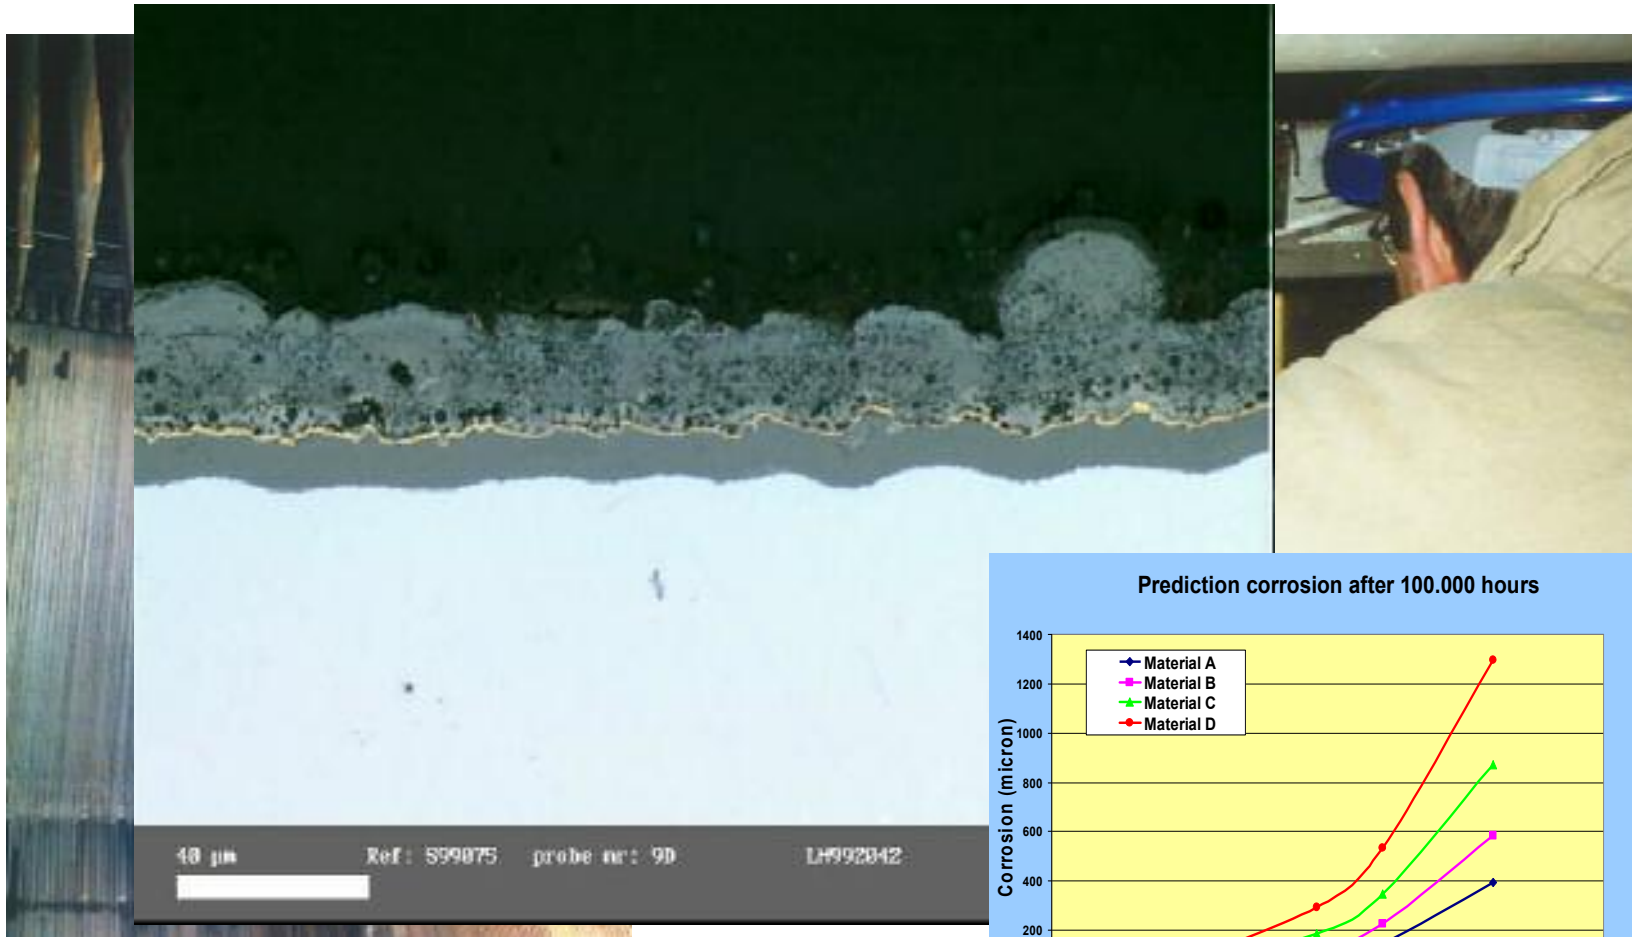 40 µm Ref: S99075 probe nr: 9D LH992042
Prediction corrosion after 100.000 hours
1400
1200
1000
800
600
400
200
Corrosion (micron)
Material A
Material B
Material C
Material D